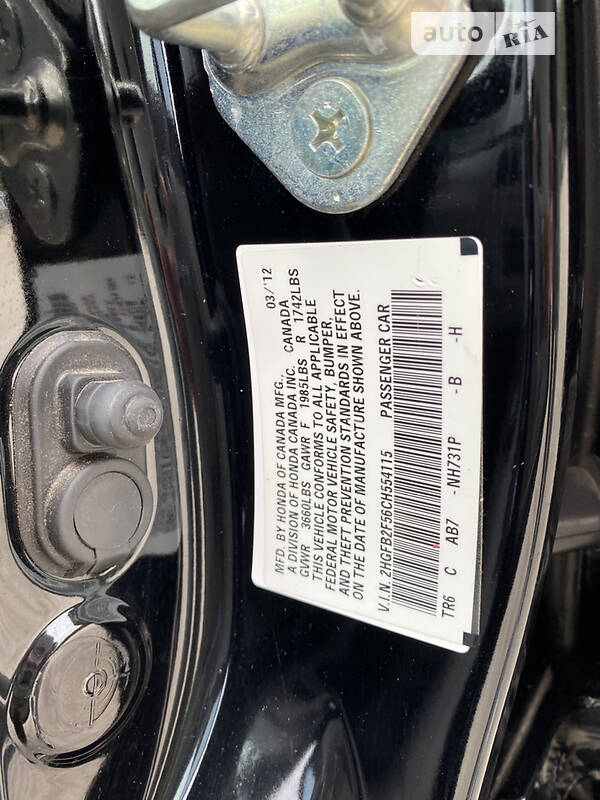 auto RIA
MFD. BY HONDA OF CANADA MFG. 03/'12
A DIVISION OF HONDA CANADA INC. CANADA
GVWR 3660LBS GAWR F 1985LBS R 1742LBS
THIS VEHICLE CONFORMS TO ALL APPLICABLE
FEDERAL MOTOR VEHICLE SAFETY, BUMPER,
AND THEFT PREVENTION STANDARDS IN EFFECT
ON THE DATE OF MANUFACTURE SHOWN ABOVE.
V.I.N. 2HGFB2F56CH554115 PASSENGER CAR
TR6 C AB7 -NH731P -B -H